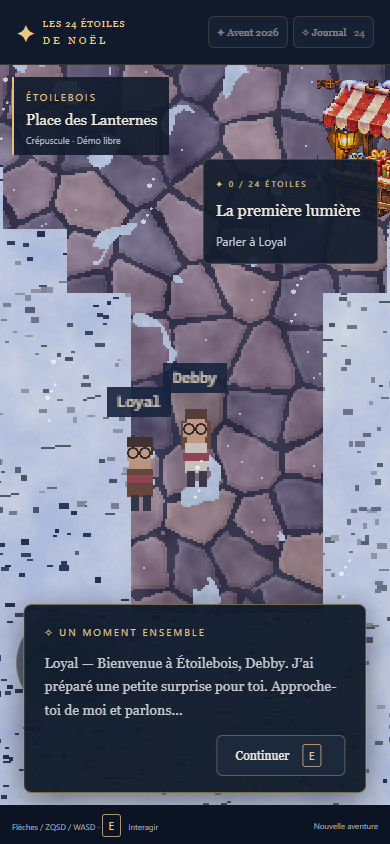 LES 24 ÉTOILES
DE NOËL
✦ Avent 2026
✧ Journal 24
ÉTOILEBOIS
Place des Lanternes
Crépuscule · Démo libre
✦ 0 / 24 ÉTOILES
La première lumière
Parler à Loyal
Debby
Loyal
✧ UN MOMENT ENSEMBLE
Loyal — Bienvenue à Étoilebois, Debby. J’ai
préparé une petite surprise pour toi. Approche-
toi de moi et parlons...
Continuer E
Flèches / ZQSD / WASD · E Interagir
Nouvelle aventure